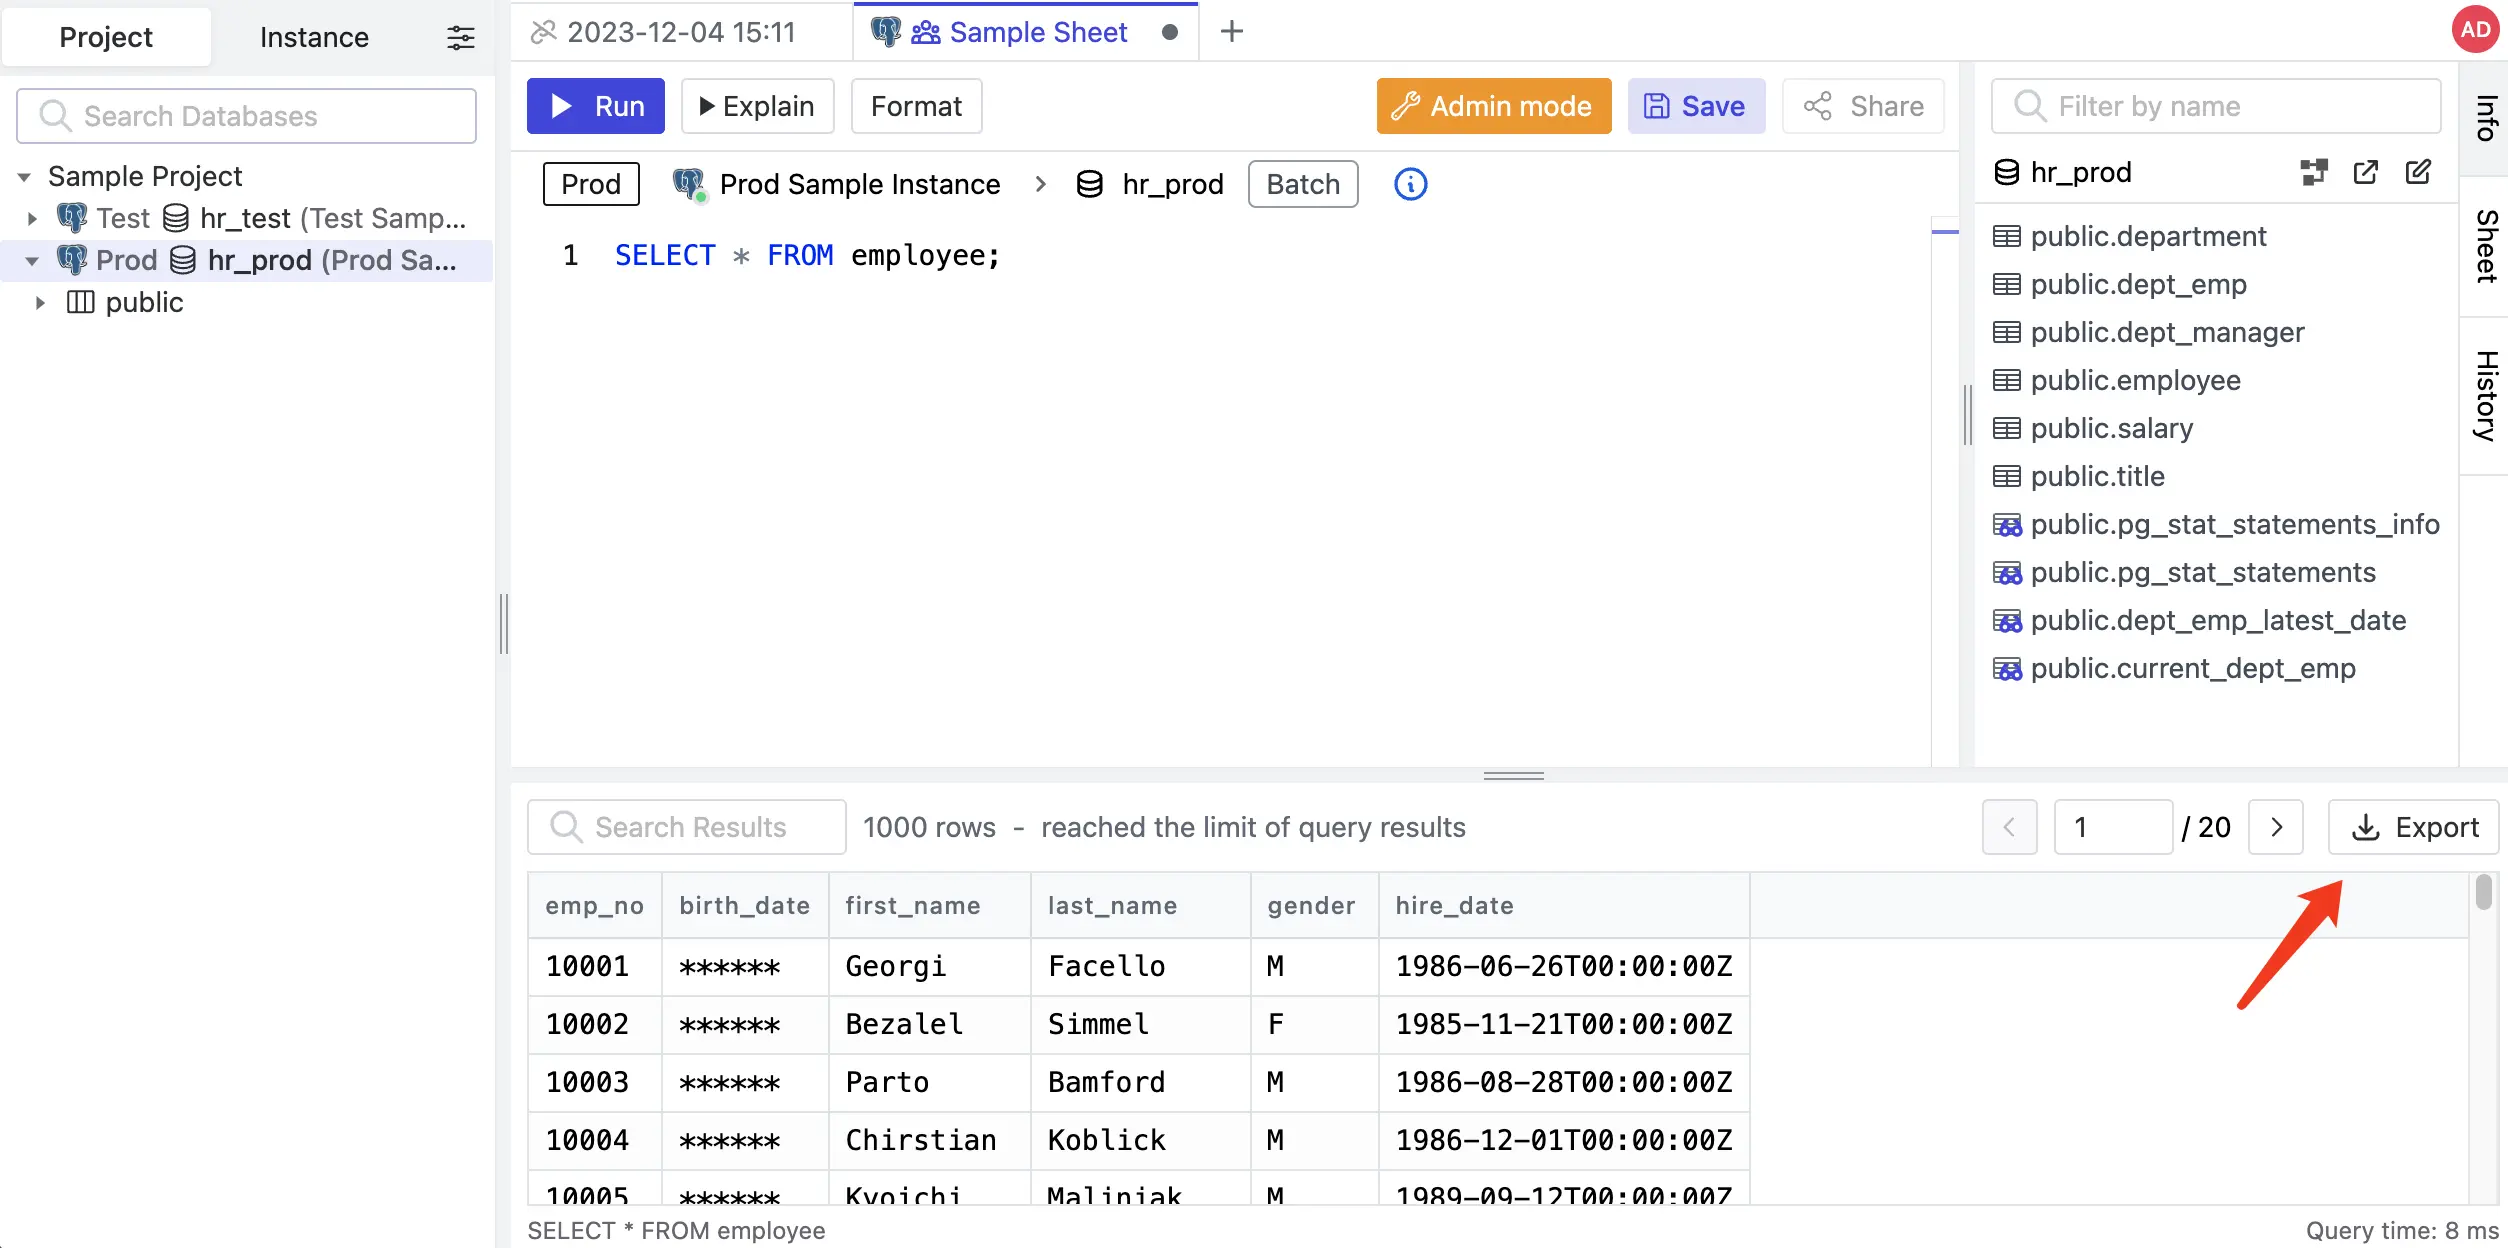 Project Instance
Search Databases
Sample Project
Test hr_test (Test Samp...
Prod hr_prod (Prod Sa...
public
2023-12-04 15:11 Sample Sheet
AD
Run Explain Format Admin mode Save Share
Prod Prod Sample Instance hr_prod Batch
1 SELECT * FROM employee;
Filter by name
hr_prod
public.department
public.dept_emp
public.dept_manager
public.employee
public.salary
public.title
public.pg_stat_statements_info
public.pg_stat_statements
public.dept_emp_latest_date
public.current_dept_emp
Info
Sheet
History
Search Results 1000 rows - reached the limit of query results 1 / 20 Export
emp_no birth_date first_name last_name gender hire_date
10001 ****** Georgi Facello M 1986-06-26T00:00:00Z
10002 ****** Bezalel Simmel F 1985-11-21T00:00:00Z
10003 ****** Parto Bamford M 1986-08-28T00:00:00Z
10004 ****** Chirstian Koblick M 1986-12-01T00:00:00Z
10005 ****** Kyoichi Maliniak M 1989-09-12T00:00:00Z
SELECT * FROM employee Query time: 8 ms